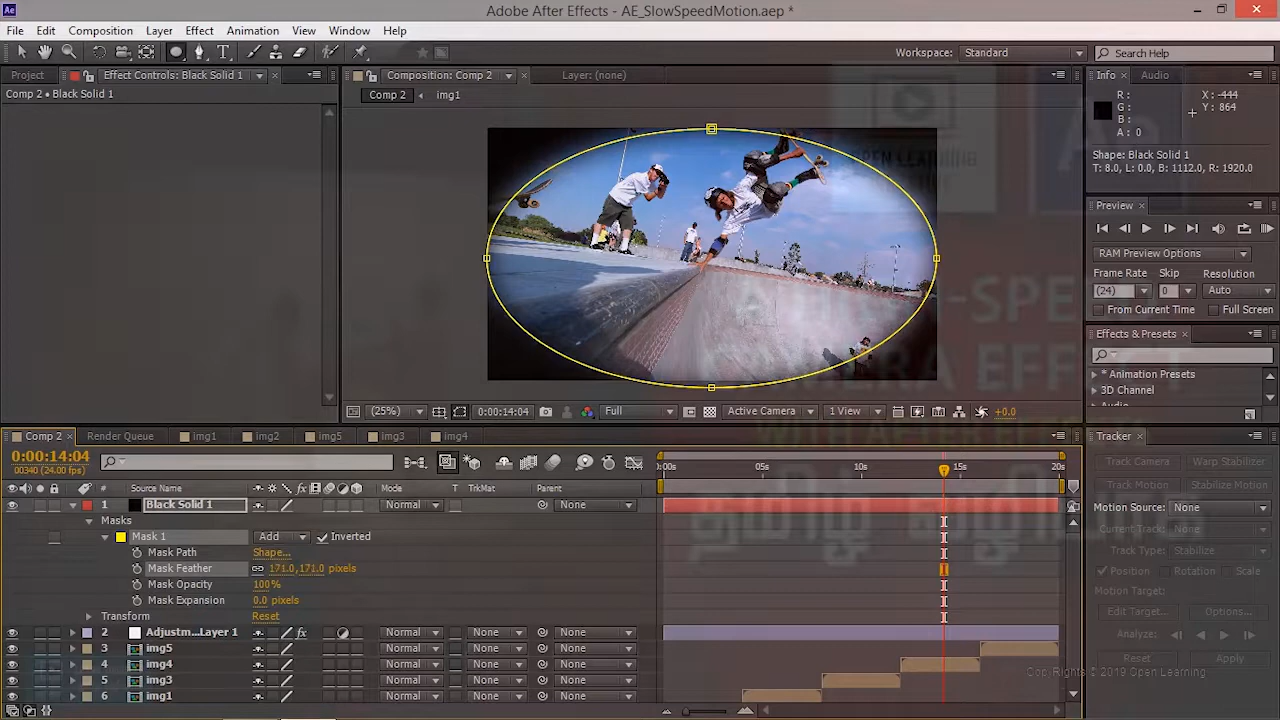 Adobe After Effects - AE_SlowSpeedMotion.aep *
File Edit Composition Layer Effect Animation View Window Help
Workspace: Standard Search Help
Project Effect Controls: Black Solid 1 Composition: Comp 2 Layer: (none) Info Audio
Comp 2 • Black Solid 1
Comp 2 img1
R : X : -444
G : Y : 864
B :
A : 0
Shape: Black Solid 1
T: 8.0, L: 0.0, B: 1112.0, R: 1920.0
OPEN LEARNING
Preview
RAM Preview Options
Frame Rate Skip Resolution
(24) 0 Auto
From Current Time Full Screen
Effects & Presets
* Animation Presets
3D Channel
Audio
(25%) 0:00:14:04 Full Active Camera 1 View +0.0
Comp 2 Render Queue img1 img2 img5 img3 img4
Tracker
0:00:14:04
00340 (24.00 fps)
:00s 05s 10s 15s 20s
Track Camera Warp Stabilizer
Track Motion Stabilize Motion
# Source Name Mode T TrkMat Parent
1 Black Solid 1 Normal None
Motion Source: None
Masks
Current Track: None
Mask 1 Add Inverted
Track Type: Stabilize
Mask Path Shape...
Mask Feather 171.0,171.0 pixels
Position Rotation Scale
Mask Opacity 100%
Motion Target:
Mask Expansion 0.0 pixels
Edit Target... Options...
Transform Reset
2 Adjustm...Layer 1 Normal None None
Analyze:
3 img5 Normal None None
Reset Apply
4 img4 Normal None None
Copy Rights © 2019 Open Learning
5 img3 Normal None None
6 img1 Normal None None